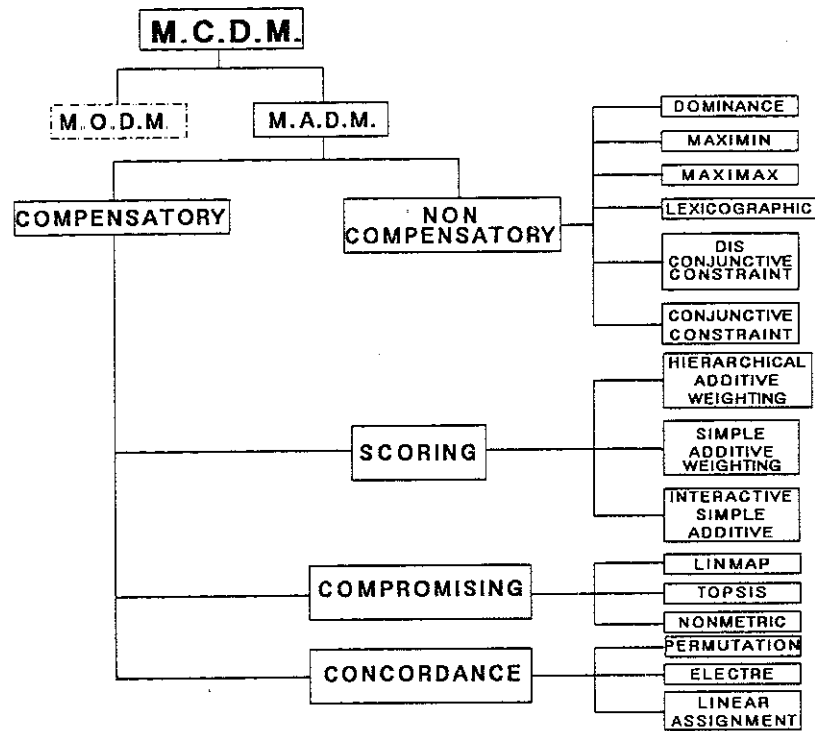 M.C.D.M.
M.O.D.M.
M.A.D.M.
COMPENSATORY
NON
COMPENSATORY
DOMINANCE
MAXIMIN
MAXIMAX
LEXICOGRAPHIC
DIS
CONJUNCTIVE
CONSTRAINT
CONJUNCTIVE
CONSTRAINT
SCORING
HIERARCHICAL
ADDITIVE
WEIGHTING
SIMPLE
ADDITIVE
WEIGHTING
INTERACTIVE
SIMPLE
ADDITIVE
COMPROMISING
LINMAP
TOPSIS
NONMETRIC
CONCORDANCE
PERMUTATION
ELECTRE
LINEAR
ASSIGNMENT